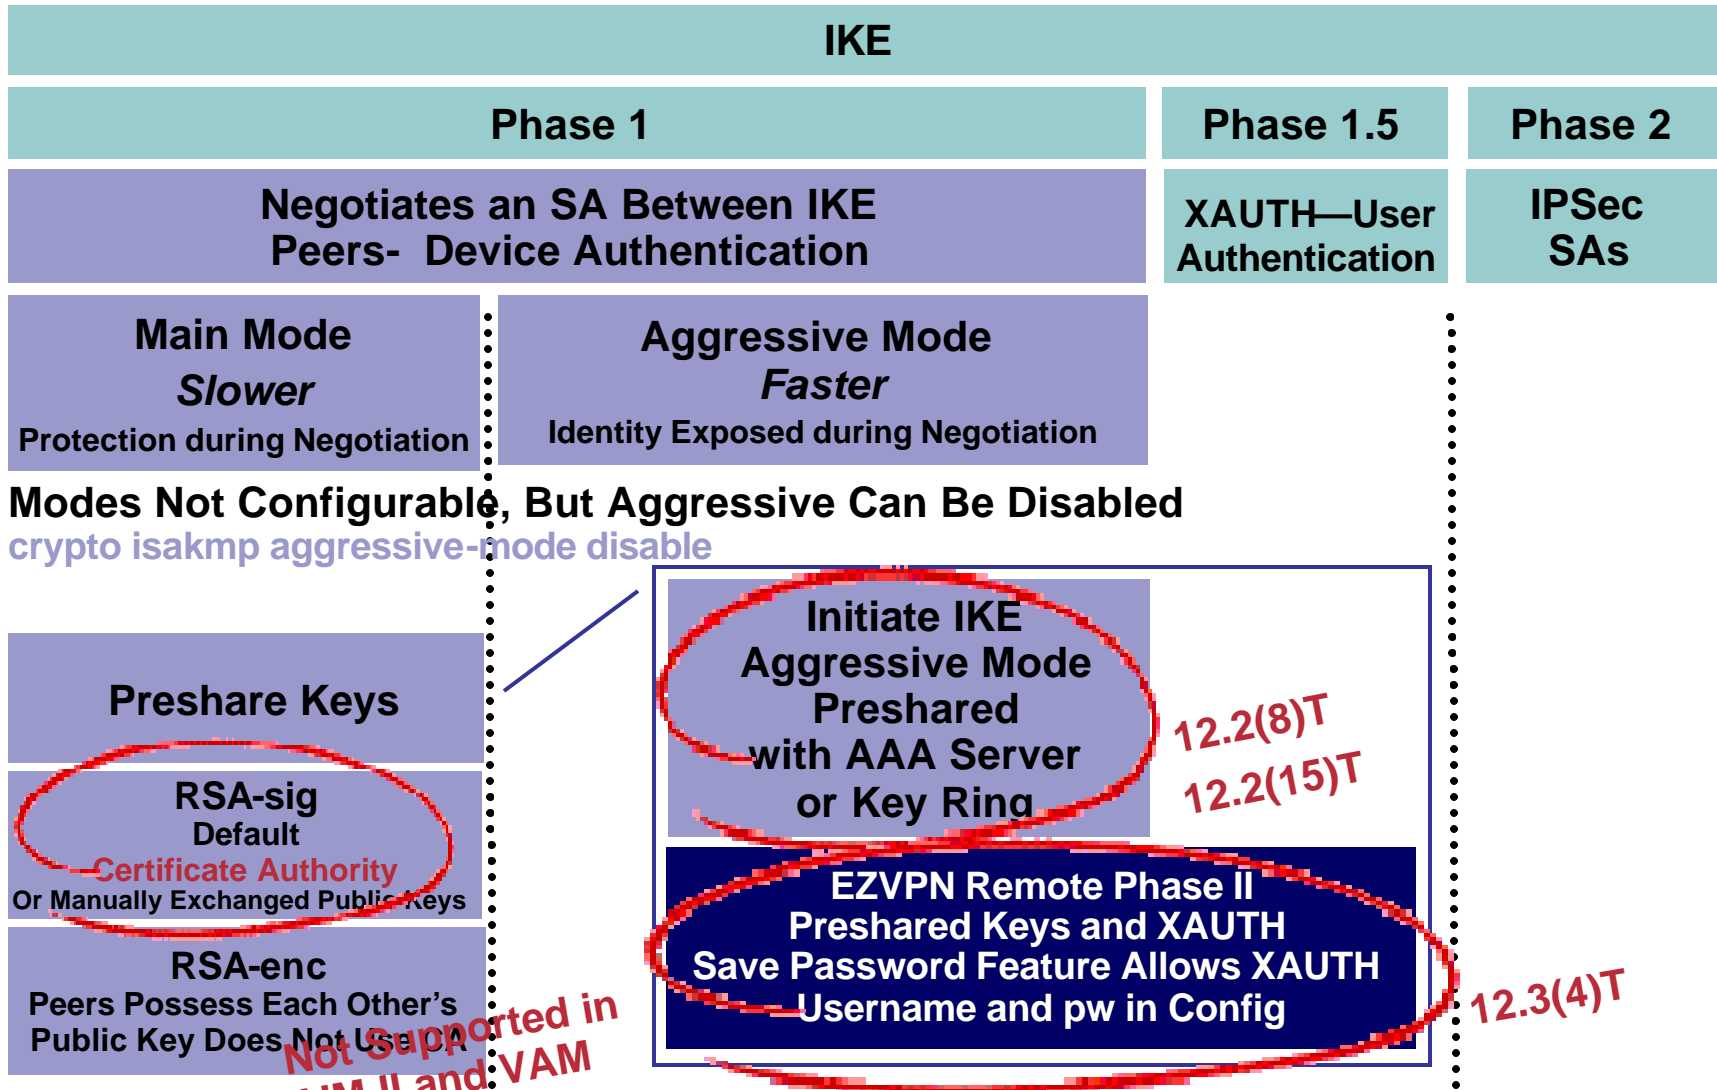 IKE
Phase 1
Phase 1.5
Phase 2
Negotiates an SA Between IKE
Peers- Device Authentication
XAUTH—User
Authentication
IPSec
SAs
Main Mode
Slower
Protection during Negotiation
Aggressive Mode
Faster
Identity Exposed during Negotiation
Modes Not Configurable, But Aggressive Can Be Disabled
crypto isakmp aggressive-mode disable
Preshare Keys
RSA-sig
Default
Certificate Authority
Or Manually Exchanged Public Keys
RSA-enc
Peers Possess Each Other's
Public Key Does Not Use CA
Not Supported in
II and VAM
Initiate IKE
Aggressive Mode
Preshared
with AAA Server
or Key Ring
12.2(8)T
12.2(15)T
EZVPN Remote Phase II
Preshared Keys and XAUTH
Save Password Feature Allows XAUTH
Username and pw in Config
12.3(4)T